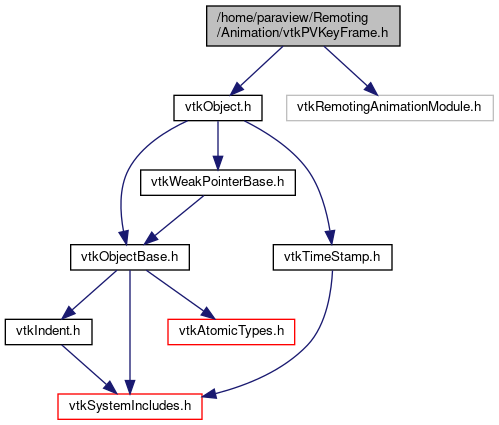 /home/paraview/Remoting
/Animation/vtkPVKeyFrame.h
vtkObject.h
vtkRemotingAnimationModule.h
vtkWeakPointerBase.h
vtkObjectBase.h
vtkTimeStamp.h
vtkIndent.h
vtkAtomicTypes.h
vtkSystemIncludes.h